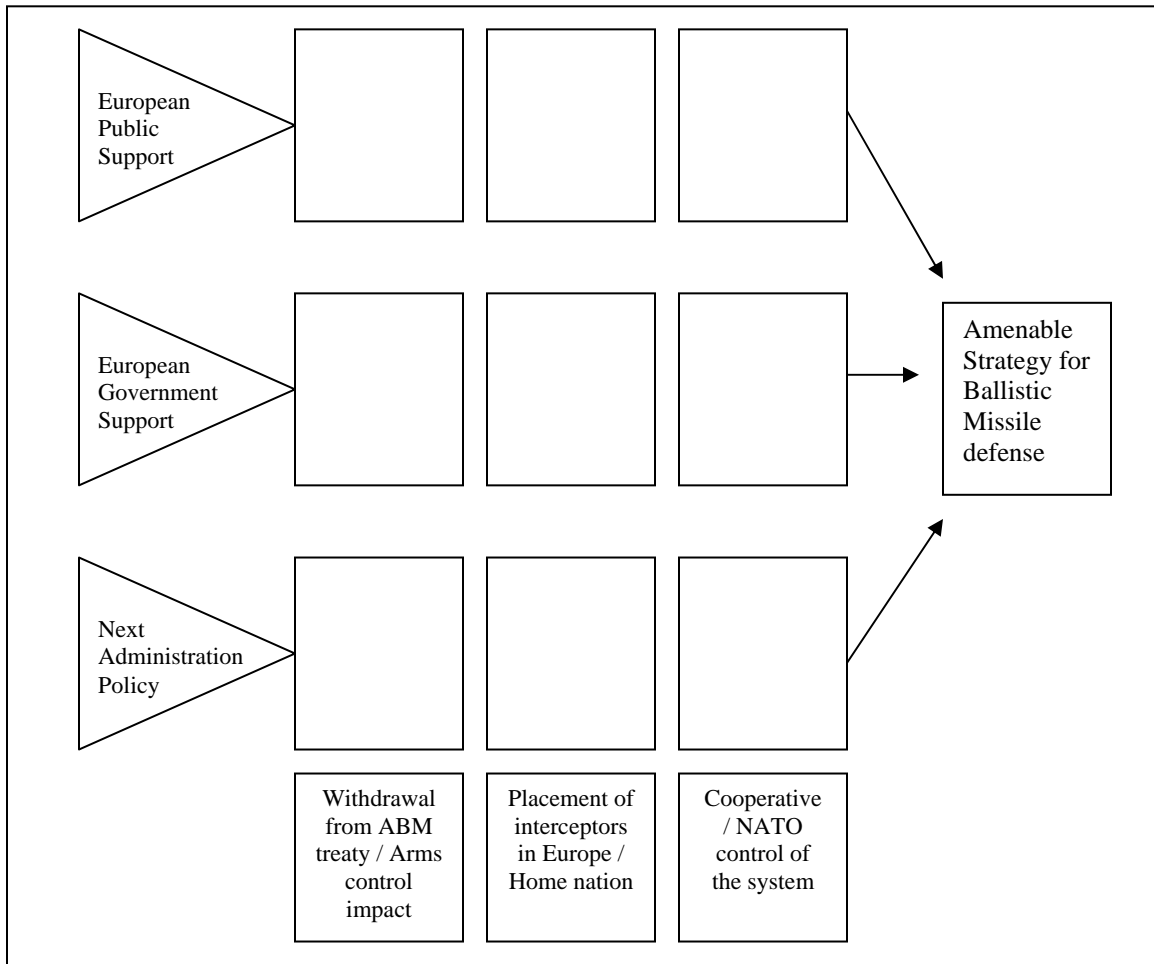 European
Public
Support
European
Government
Support
Amenable
Strategy for
Ballistic
Missile
defense
Next
Administration
Policy
Withdrawal
from ABM
treaty / Arms
control
impact
Placement of
interceptors
in Europe /
Home nation
Cooperative
/ NATO
control of
the system